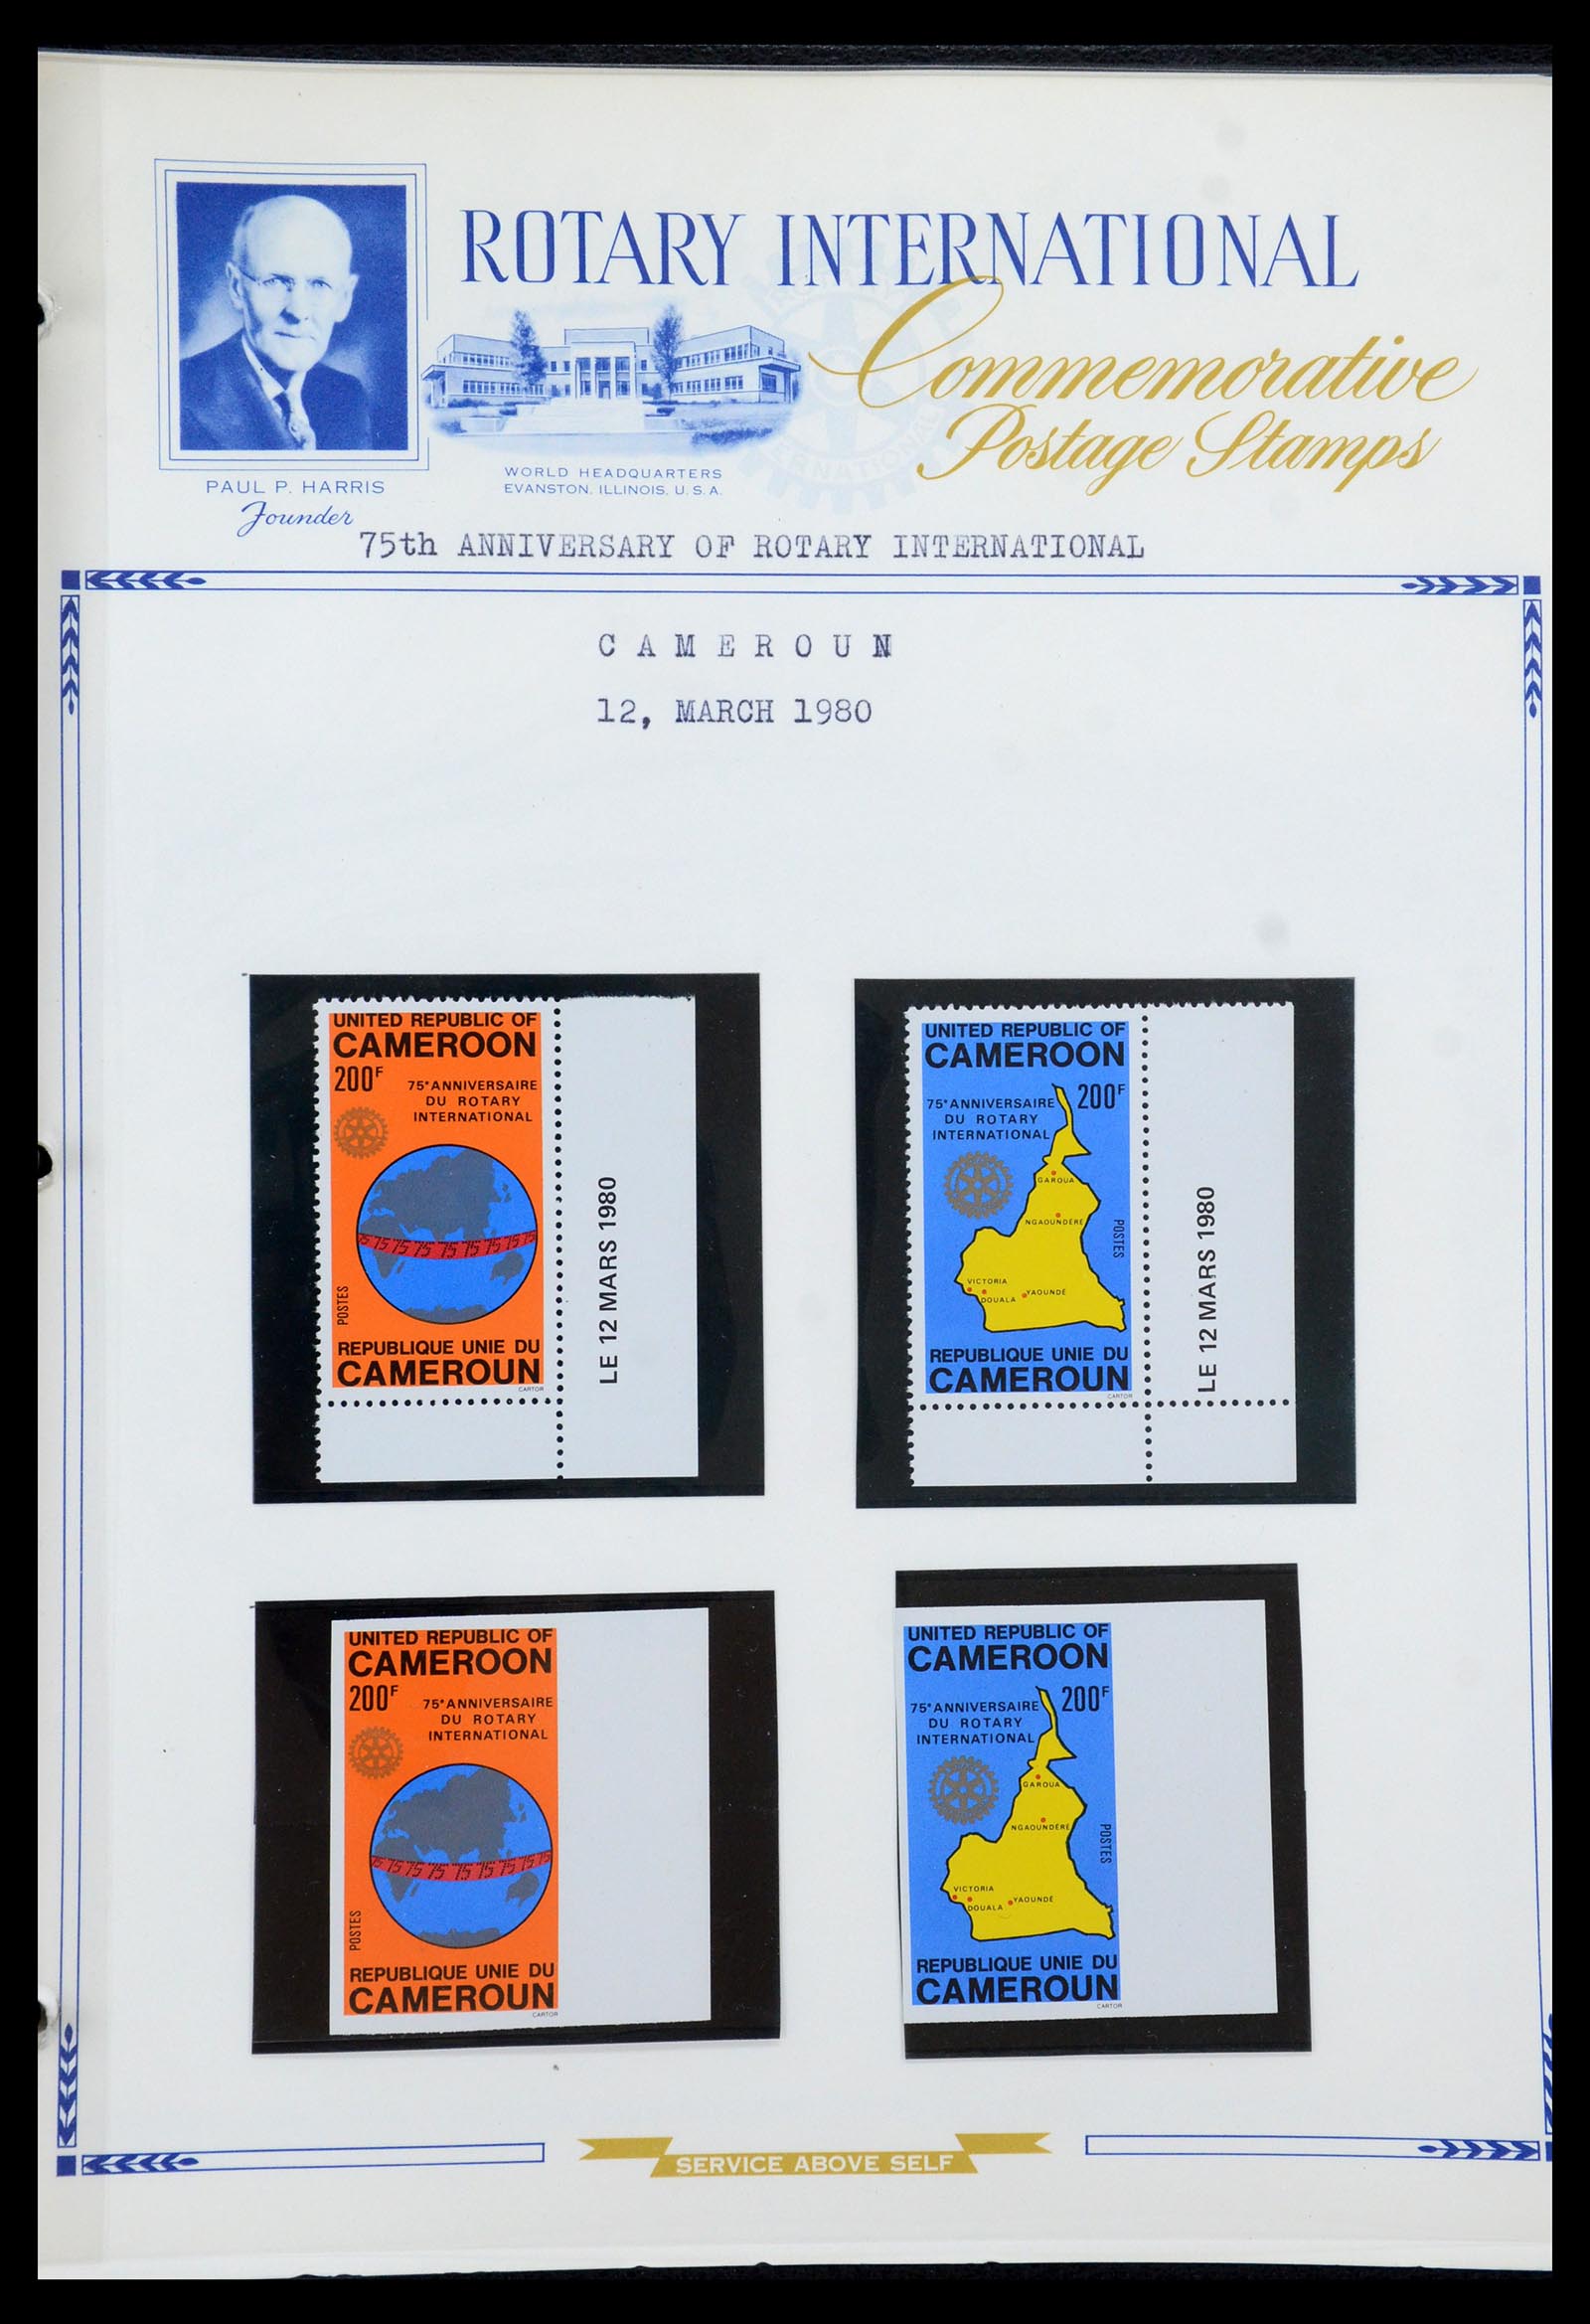 ROTARY INTERNATIONAL
Commemorative
Postage Stamps
PAUL P. HARRIS
Founder
WORLD HEADQUARTERS
EVANSTON, ILLINOIS, U.S.A.
75th ANNIVERSARY OF ROTARY INTERNATIONAL
CAMEROUN
12, MARCH 1980
UNITED REPUBLIC OF
CAMEROON
200F
75e ANNIVERSAIRE
DU ROTARY
INTERNATIONAL
75 75 75 75 75 75 75 75
POSTES
REPUBLIQUE UNIE DU
CAMEROUN
CARTOR
LE 12 MARS 1980
UNITED REPUBLIC OF
CAMEROON
75e ANNIVERSAIRE
200F
DU ROTARY
INTERNATIONAL
GAROUA
NGAOUNDÉRÉ
POSTES
VICTORIA
DOUALA
YAOUNDÉ
REPUBLIQUE UNIE DU
CAMEROUN
CARTOR
LE 12 MARS 1980
UNITED REPUBLIC OF
CAMEROON
200F
75e ANNIVERSAIRE
DU ROTARY
INTERNATIONAL
75 75 75 75 75 75 75 75
POSTES
REPUBLIQUE UNIE DU
CAMEROUN
CARTOR
UNITED REPUBLIC OF
CAMEROON
75e ANNIVERSAIRE
200F
DU ROTARY
INTERNATIONAL
GAROUA
NGAOUNDÉRÉ
POSTES
VICTORIA
DOUALA
YAOUNDÉ
REPUBLIQUE UNIE DU
CAMEROUN
CARTOR
SERVICE ABOVE SELF